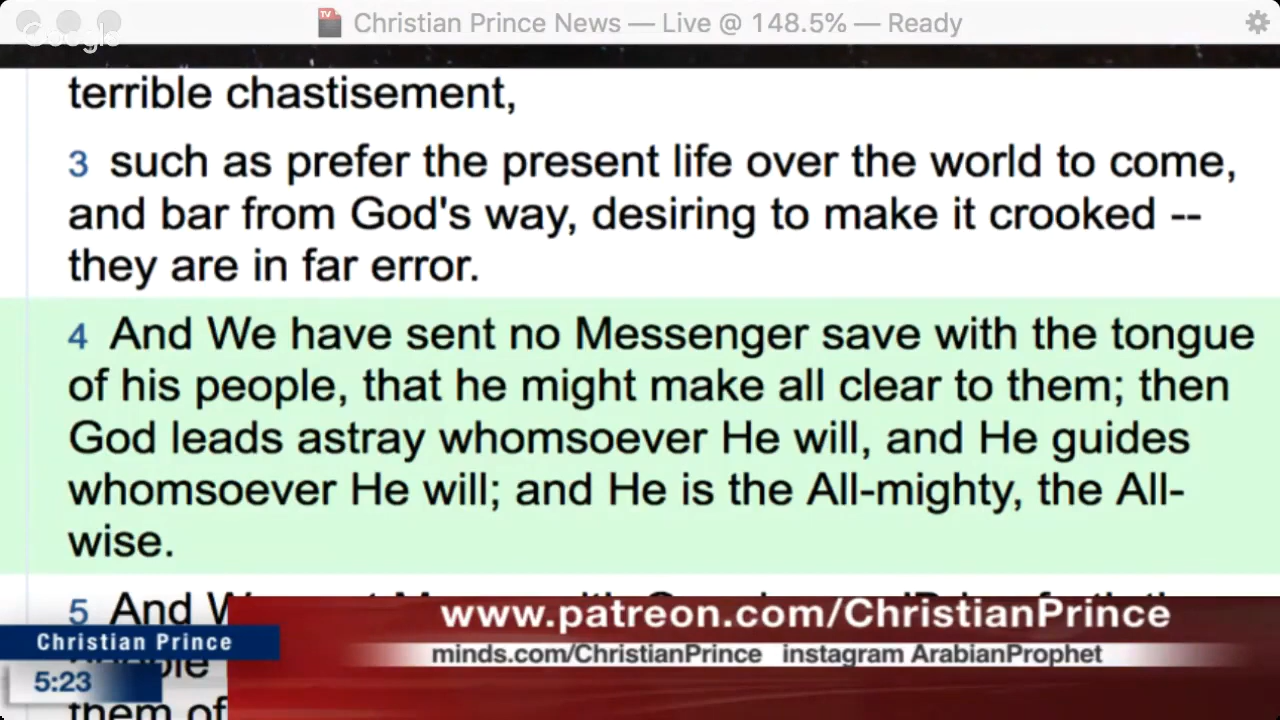 Christian Prince News — Live @ 148.5% — Ready
Google
terrible chastisement,
3 such as prefer the present life over the world to come,
and bar from God's way, desiring to make it crooked --
they are in far error.
4 And We have sent no Messenger save with the tongue
of his people, that he might make all clear to them; then
God leads astray whomsoever He will, and He guides
whomsoever He will; and He is the All-mighty, the All-
wise.
5 And
www.patreon.com/ChristianPrince
Christian Prince
minds.com/ChristianPrince instagram ArabianProphet
5:23
them of